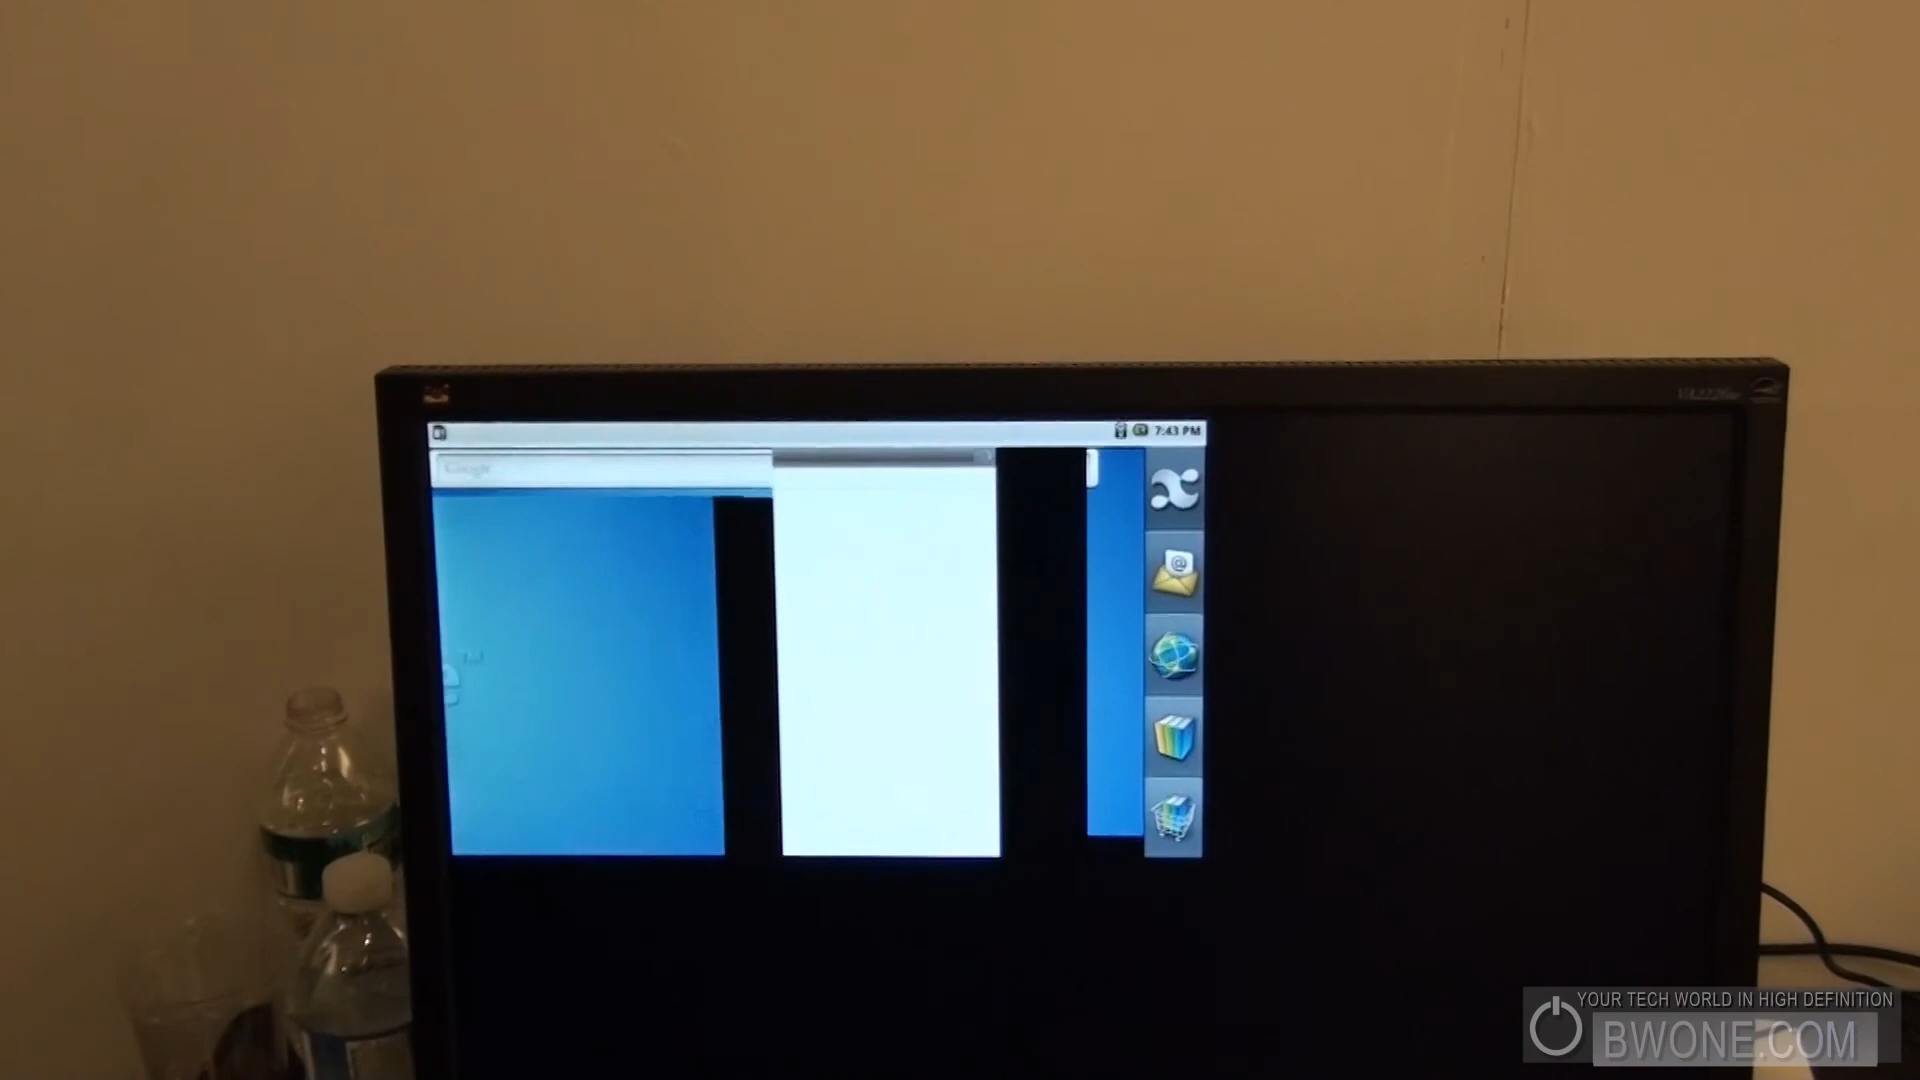 7:43 PM
Google
@
YOUR TECH WORLD IN HIGH DEFINITION
BWONE.COM